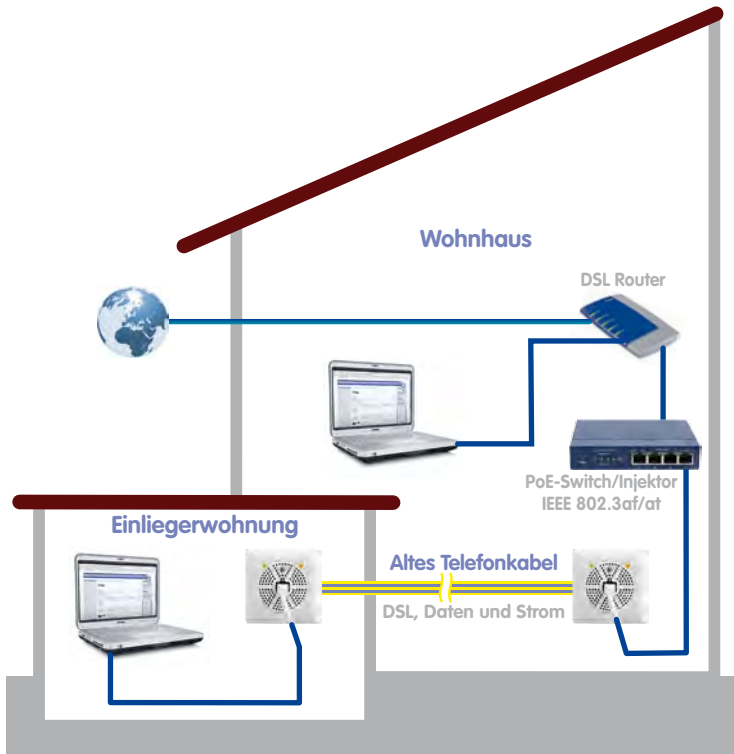 Wohnhaus
DSL Router
PoE-Switch/Injektor
IEEE 802.3af/at
Einliegerwohnung
Altes Telefonkabel
DSL, Daten und Strom